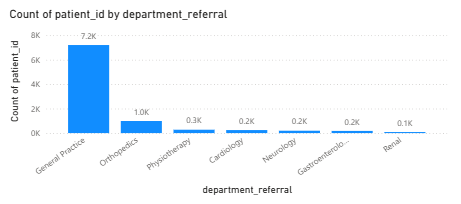 Count of patient_id by department_referral
Count of patient_id
8K
6K
4K
2K
0K
7.2K
1.0K
0.3K
0.2K
0.2K
0.2K
0.1K
General Practice
Orthopedics
Physiotherapy
Cardiology
Neurology
Gastroenterolo...
Renal
department_referral